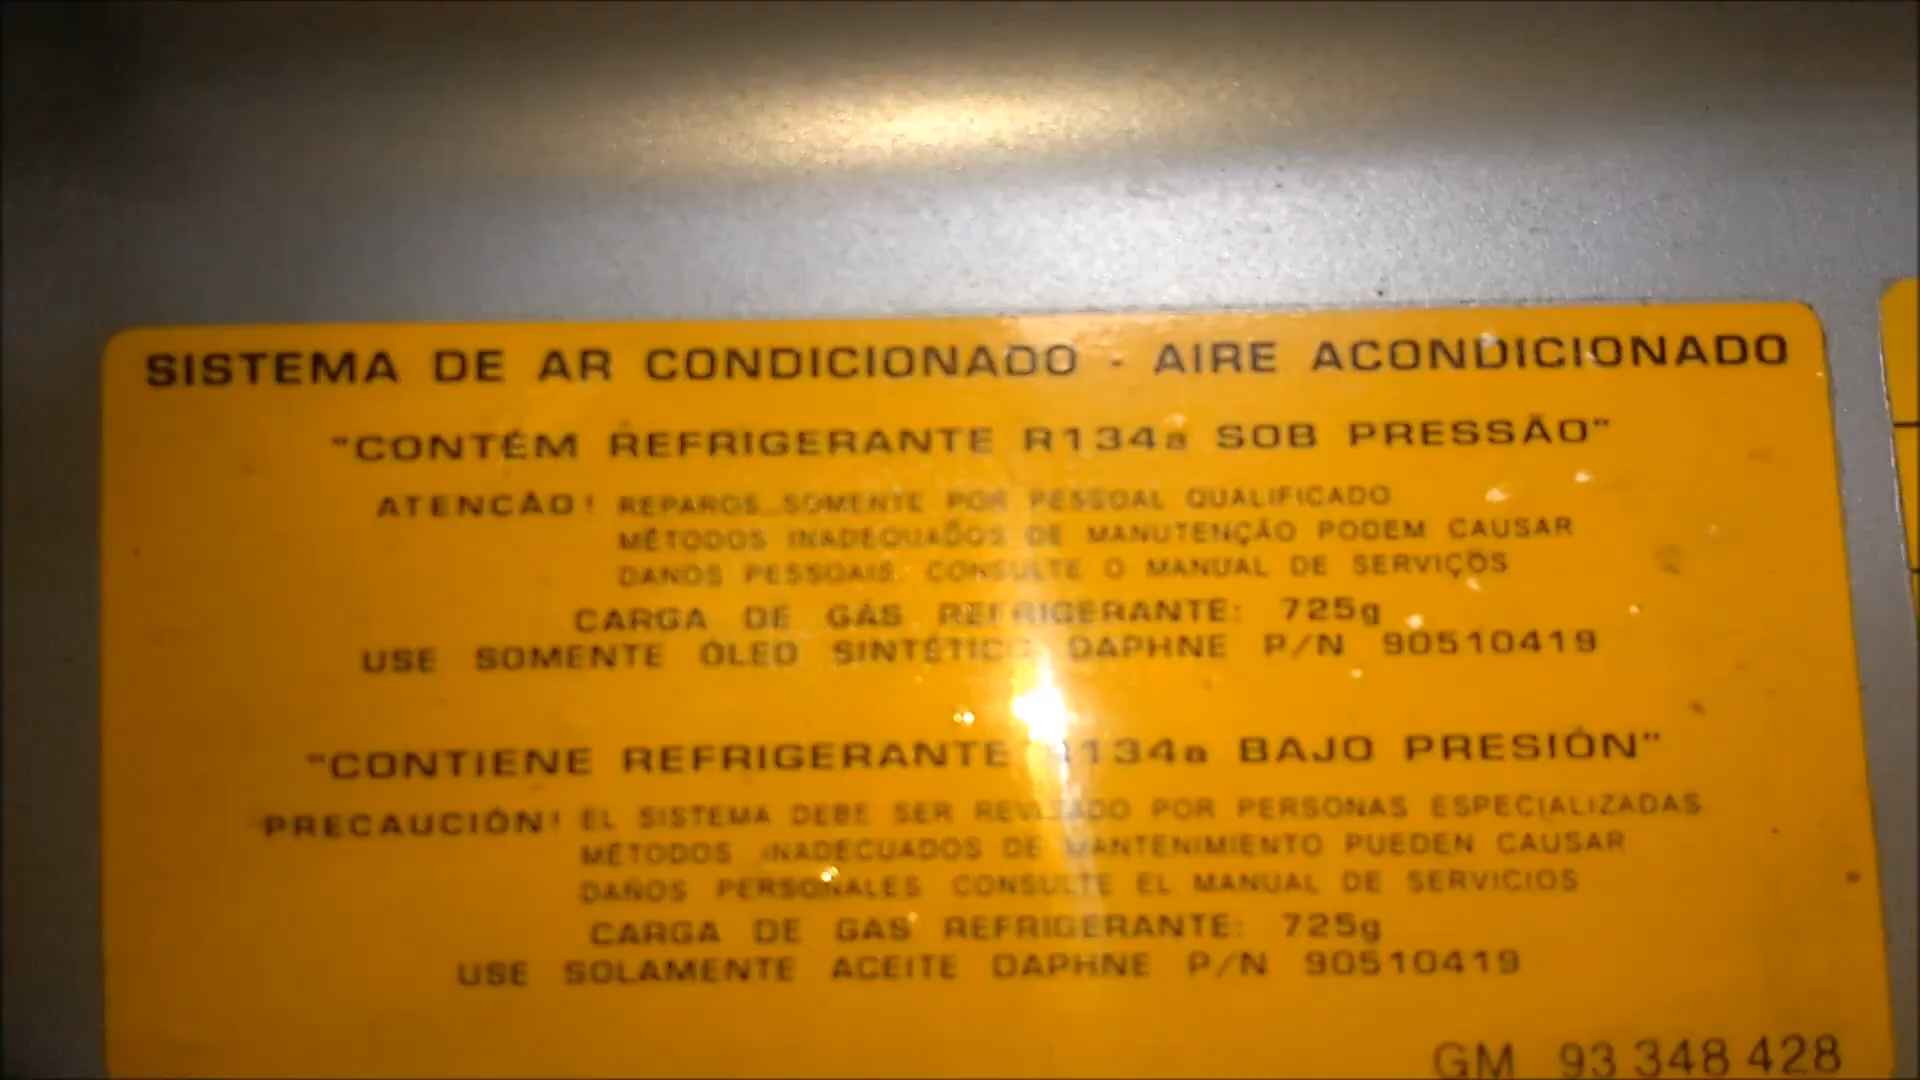 SISTEMA DE AR CONDICIONADO - AIRE ACONDICIONADO
"CONTÉM REFRIGERANTE R134a SOB PRESSÃO"
ATENÇÃO! REPAROS SOMENTE POR PESSOAL QUALIFICADO
MÉTODOS INADEQUADOS DE MANUTENÇÃO PODEM CAUSAR
DANOS PESSOAIS. CONSULTE O MANUAL DE SERVIÇOS
CARGA DE GÁS REFRIGERANTE: 725g
USE SOMENTE ÓLEO SINTÉTICO DAPHNE P/N 90510419
"CONTIENE REFRIGERANTE R134a BAJO PRESIÓN"
PRECAUCIÓN! EL SISTEMA DEBE SER REVISADO POR PERSONAS ESPECIALIZADAS
MÉTODOS INADECUADOS DE MANTENIMIENTO PUEDEN CAUSAR
DAÑOS PERSONALES CONSULTE EL MANUAL DE SERVICIOS
CARGA DE GAS REFRIGERANTE: 725g
USE SOLAMENTE ACEITE DAPHNE P/N 90510419
GM 93 348 428